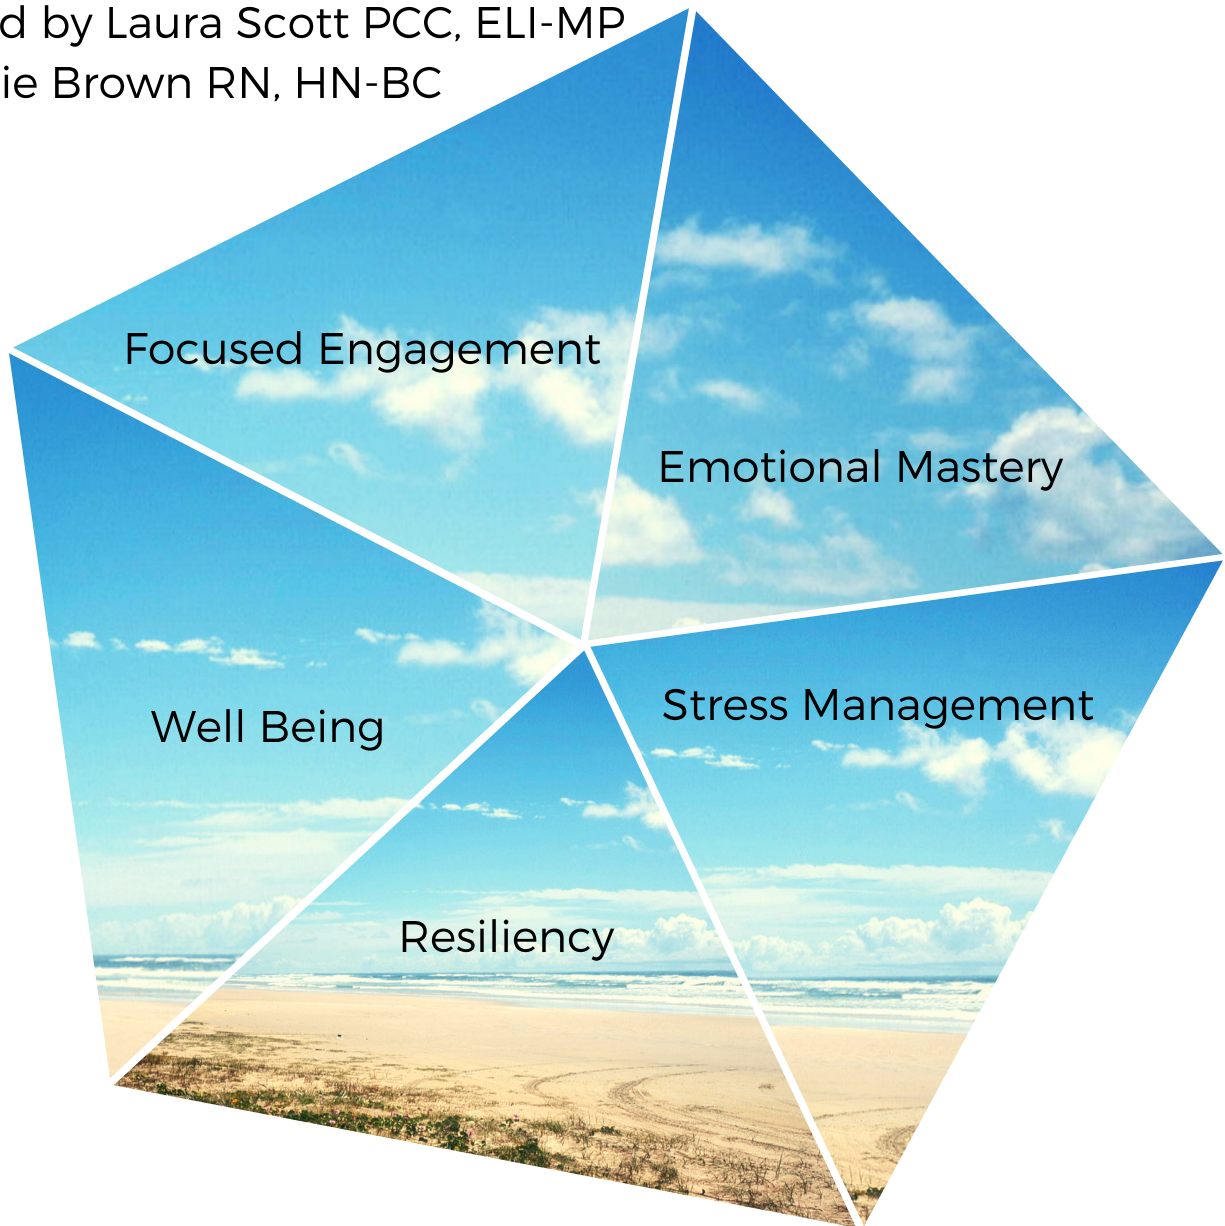 d by Laura Scott PCC, ELI-MP
ie Brown RN, HN-BC
Focused Engagement
Emotional Mastery
Stress Management
Well Being
Resiliency